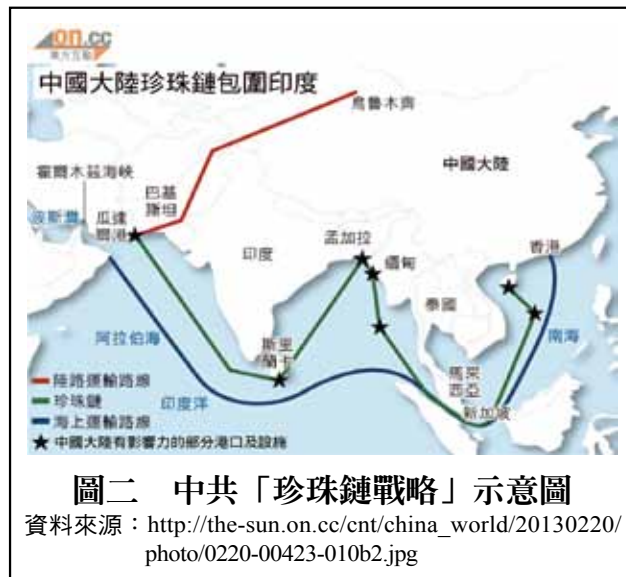 on.cc
東方互動
中國大陸珍珠鏈包圍印度
烏魯木齊
中國大陸
霍爾木茲海峽
巴基
斯坦
波斯灣
瓜達
爾港
印度
孟加拉
緬甸
香港
泰國
阿拉伯海
斯里
蘭卡
南海
馬來
西亞
印度洋
新加坡
陸路運輸路線
珍珠鏈
海上運輸路線
中國大陸有影響力的部分港口及設施
圖二 中共「珍珠鏈戰略」示意圖
資料來源：http://the-sun.on.cc/cnt/china_world/20130220/
photo/0220-00423-010b2.jpg